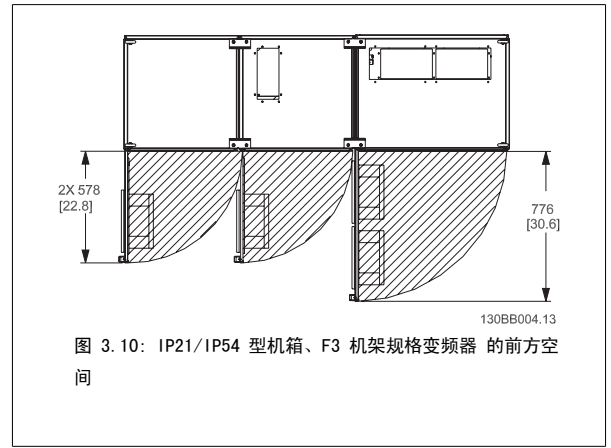 2X 578
[22.8]
776
[30.6]
130BB004.13
图 3.10: IP21/IP54 型机箱、F3 机架规格变频器 的前方空
间